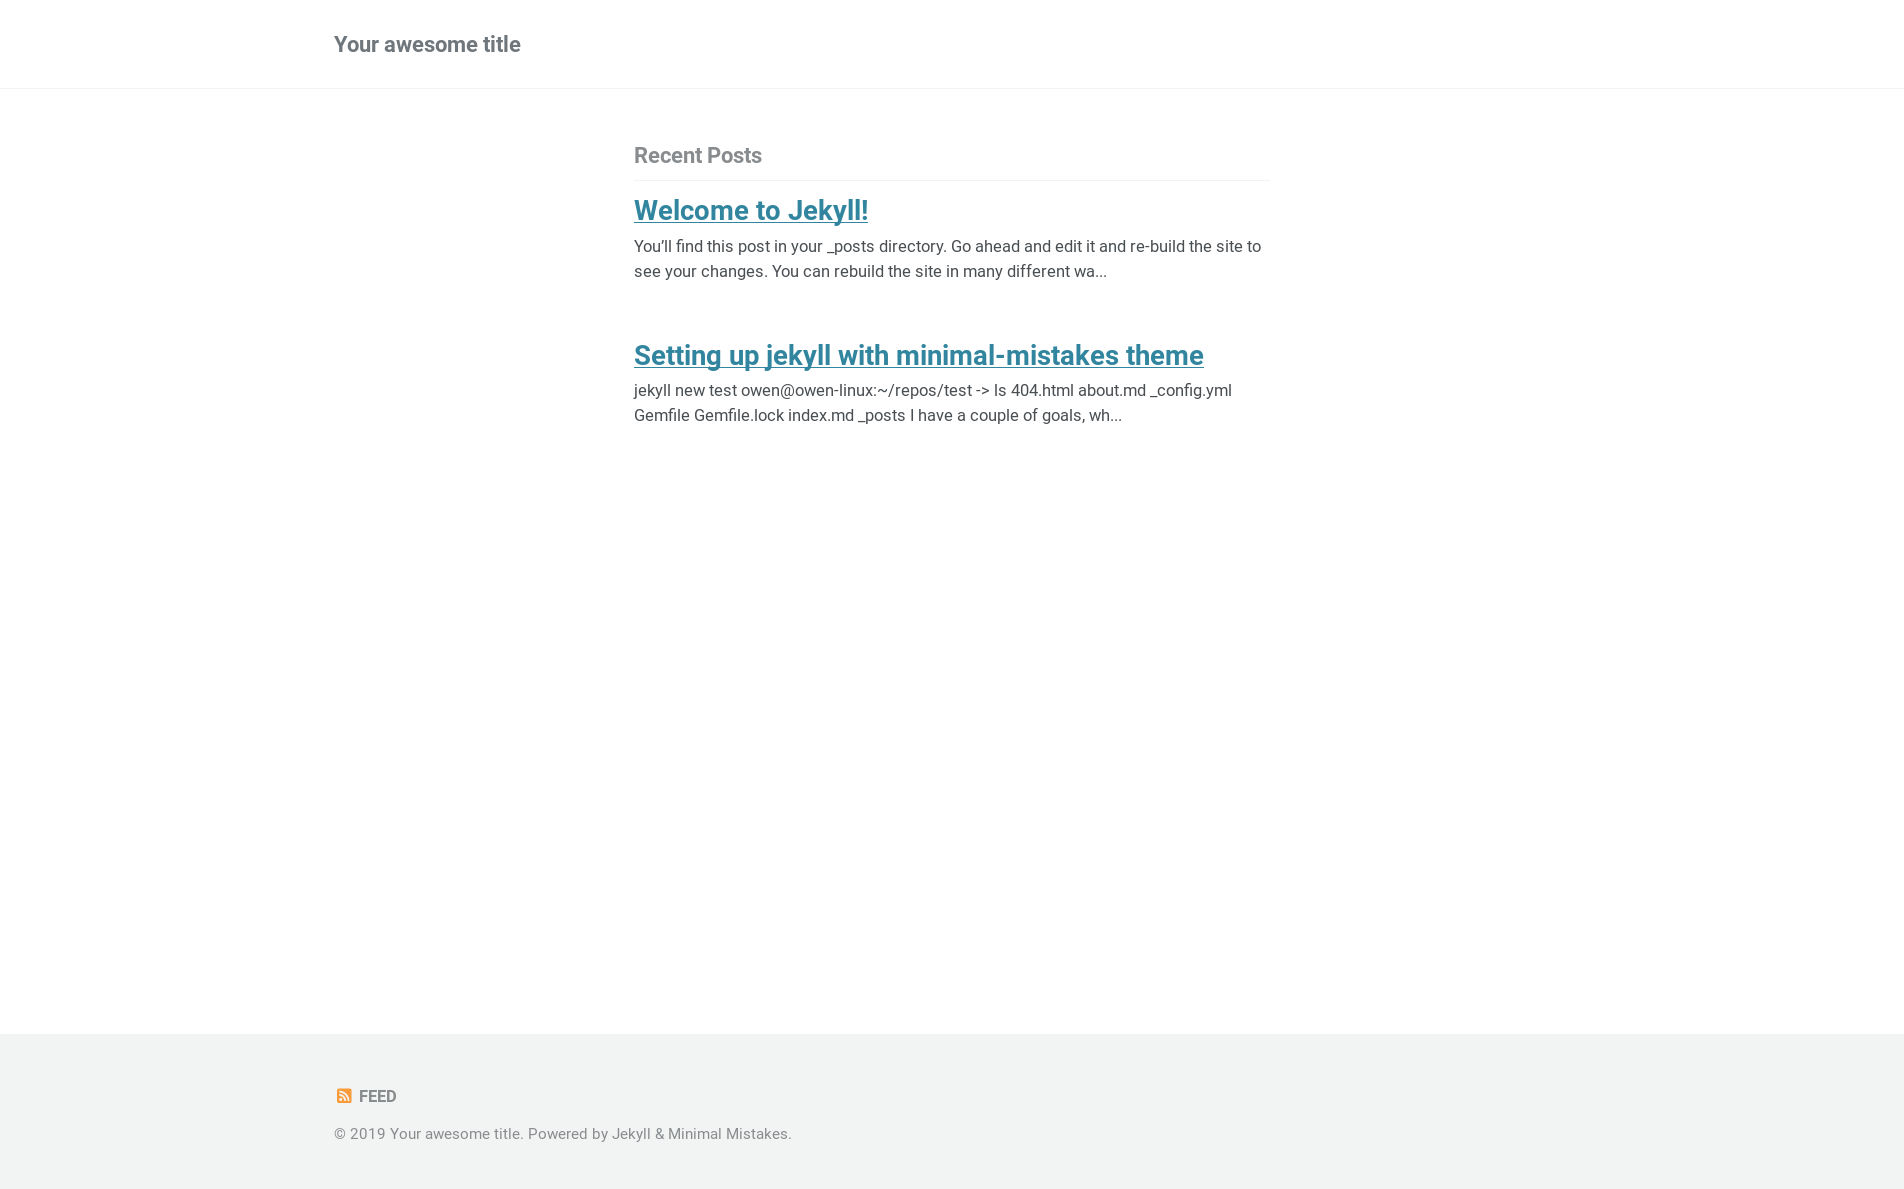 Your awesome title
Recent Posts
Welcome to Jekyll!
You’ll find this post in your _posts directory. Go ahead and edit it and re-build the site to
see your changes. You can rebuild the site in many different wa...
Setting up jekyll with minimal-mistakes theme
jekyll new test owen@owen-linux:~/repos/test -> ls 404.html about.md _config.yml
Gemfile Gemfile.lock index.md _posts I have a couple of goals, wh...
FEED
© 2019 Your awesome title. Powered by Jekyll & Minimal Mistakes.